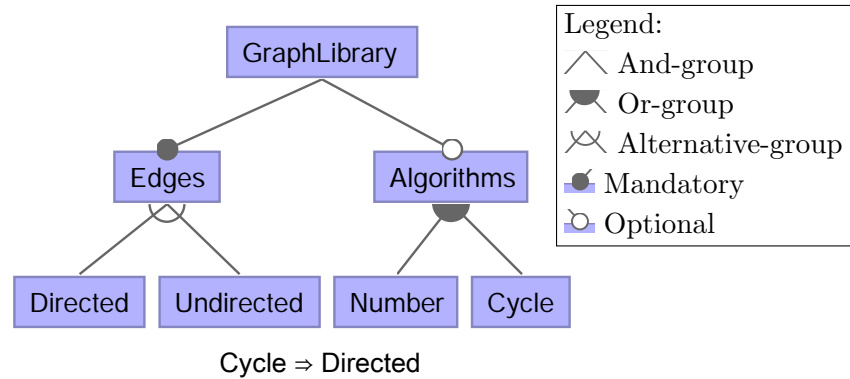 GraphLibrary
Edges
Algorithms
Directed
Undirected
Number
Cycle
Cycle ⇒ Directed
Legend:
And-group
Or-group
Alternative-group
Mandatory
Optional